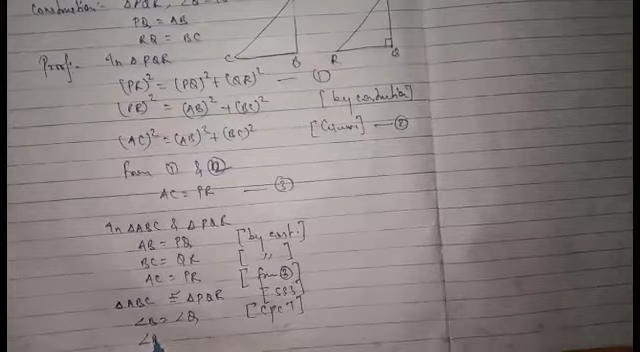 Construction:- ΔPQR, ∠Q =
PQ = AB
RQ = BC
C B R Q
Proof:- In ΔPQR
(PR)² = (PQ)² + (QR)² — ①
(PR)² = (AB)² + (BC)² [by construction]
(AC)² = (AB)² + (BC)² [Given] — ②
from ① & ②
AC = PR — ③
In ΔABC & ΔPQR
AB = PQ [by const.]
BC = QR [ " ]
AC = PR [from ③]
ΔABC ≅ ΔPQR [SSS]
∠B = ∠Q [CPCT]